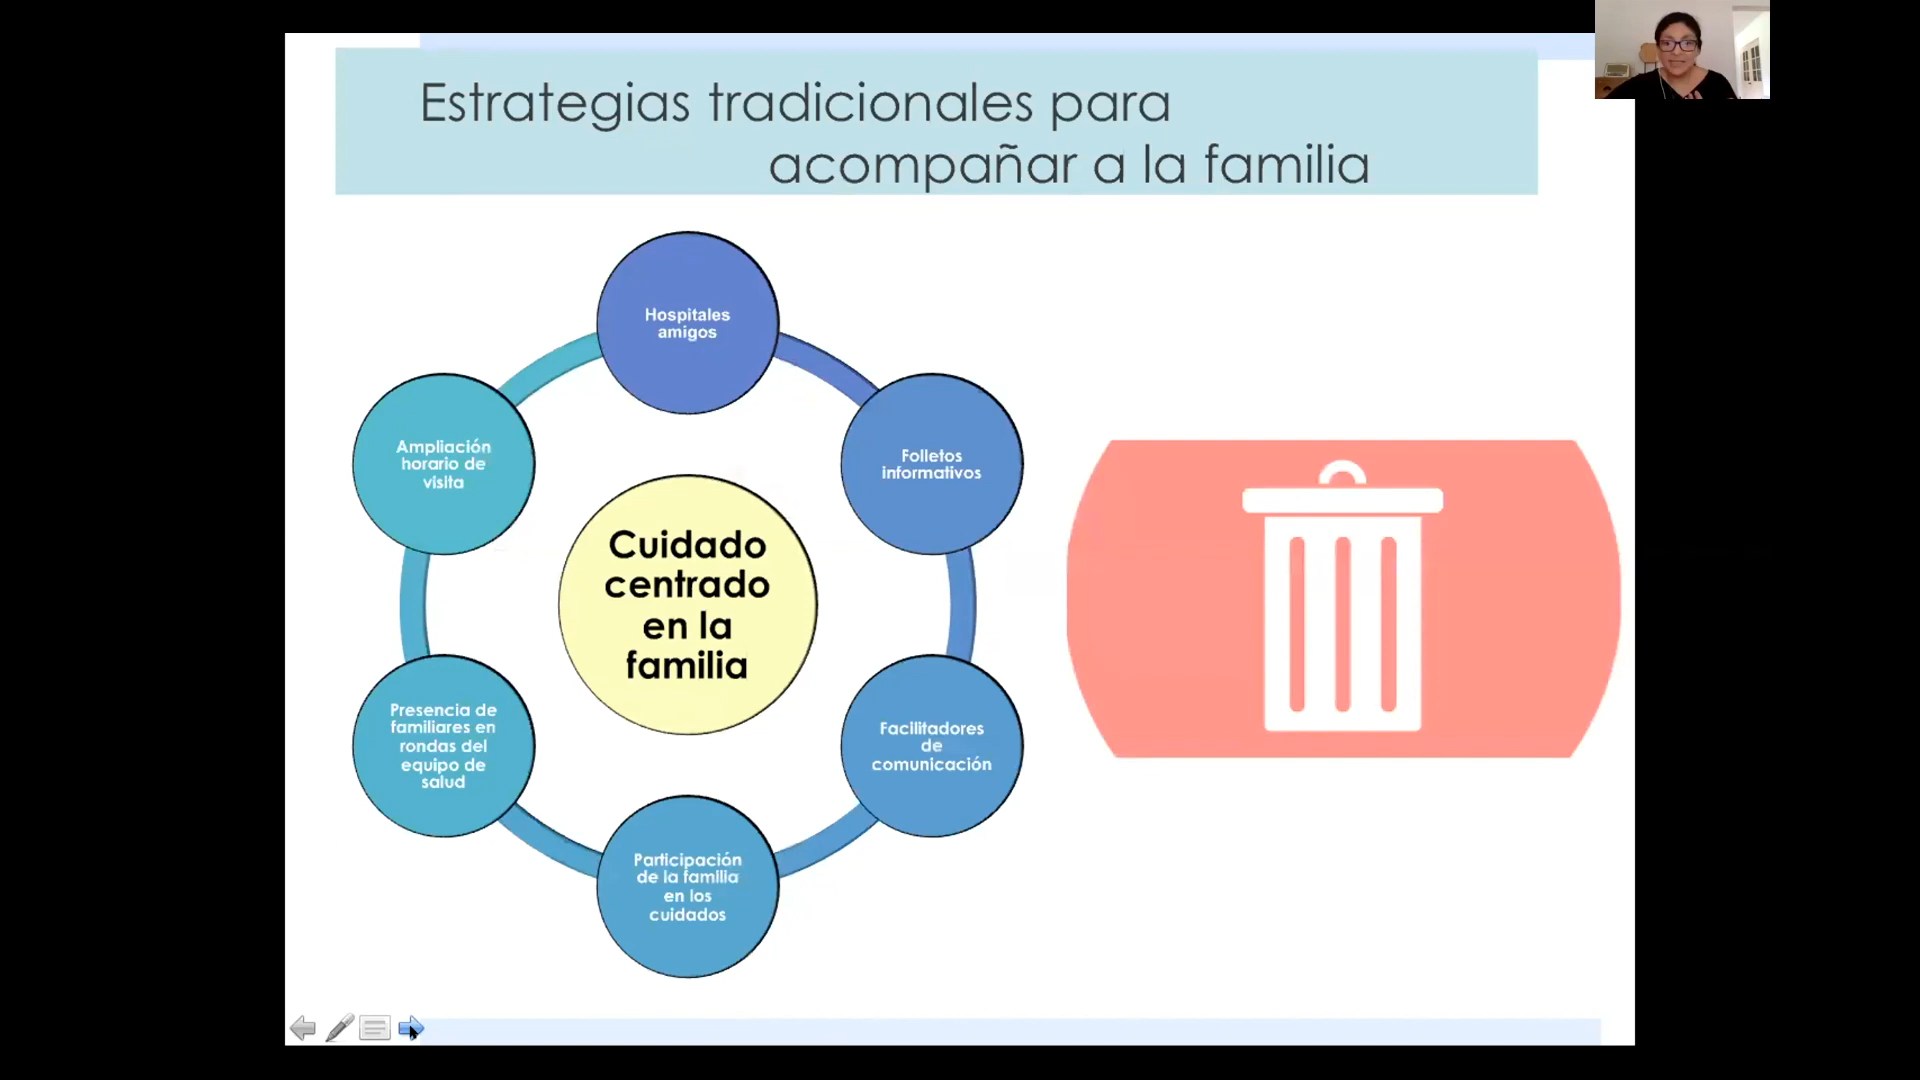 Estrategias tradicionales para
acompañar a la familia
Hospitales
amigos
Folletos
informativos
Facilitadores
de
comunicación
Participación
de la familia
en los
cuidados
Presencia de
familiares en
rondas del
equipo de
salud
Ampliación
horario de
visita
Cuidado
centrado
en la
familia